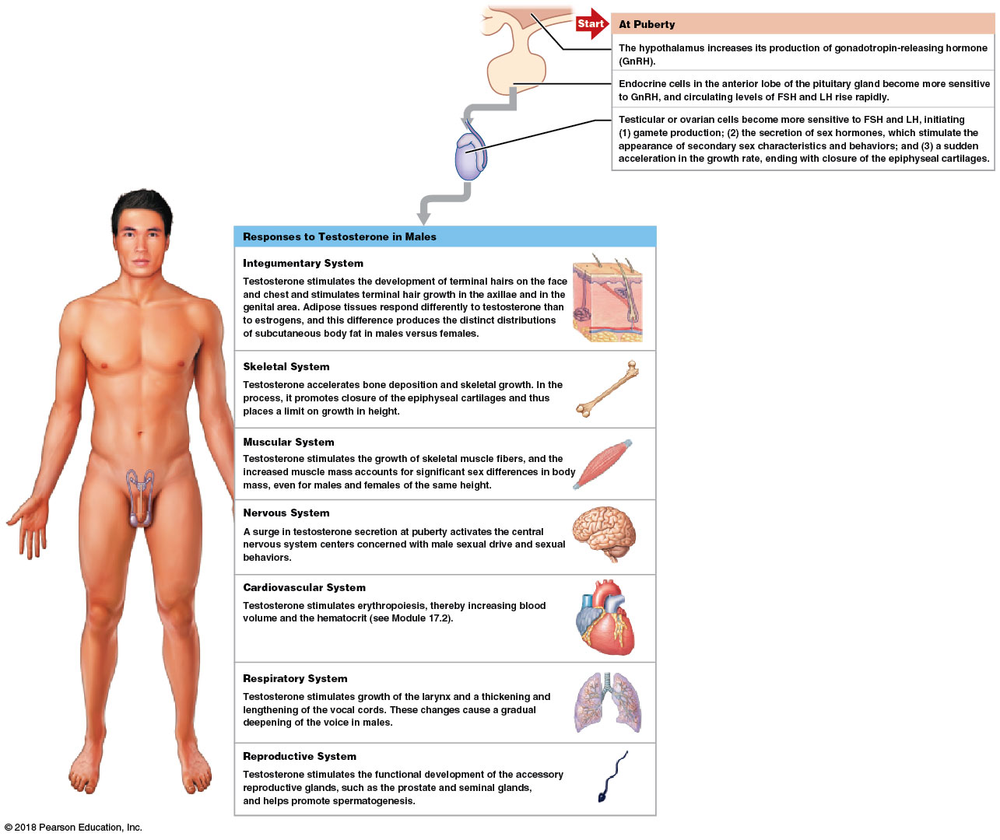 Start
At Puberty
The hypothalamus increases its production of gonadotropin-releasing hormone
(GnRH).
Endocrine cells in the anterior lobe of the pituitary gland become more sensitive
to GnRH, and circulating levels of FSH and LH rise rapidly.
Testicular or ovarian cells become more sensitive to FSH and LH, initiating
(1) gamete production; (2) the secretion of sex hormones, which stimulate the
appearance of secondary sex characteristics and behaviors; and (3) a sudden
acceleration in the growth rate, ending with closure of the epiphyseal cartilages.
Responses to Testosterone in Males
Integumentary System
Testosterone stimulates the development of terminal hairs on the face
and chest and stimulates terminal hair growth in the axillae and in the
genital area. Adipose tissues respond differently to testosterone than
to estrogens, and this difference produces the distinct distributions
of subcutaneous body fat in males versus females.
Skeletal System
Testosterone accelerates bone deposition and skeletal growth. In the
process, it promotes closure of the epiphyseal cartilages and thus
places a limit on growth in height.
Muscular System
Testosterone stimulates the growth of skeletal muscle fibers, and the
increased muscle mass accounts for significant sex differences in body
mass, even for males and females of the same height.
Nervous System
A surge in testosterone secretion at puberty activates the central
nervous system centers concerned with male sexual drive and sexual
behaviors.
Cardiovascular System
Testosterone stimulates erythropoiesis, thereby increasing blood
volume and the hematocrit (see Module 17.2).
Respiratory System
Testosterone stimulates growth of the larynx and a thickening and
lengthening of the vocal cords. These changes cause a gradual
deepening of the voice in males.
Reproductive System
Testosterone stimulates the functional development of the accessory
reproductive glands, such as the prostate and seminal glands,
and helps promote spermatogenesis.
© 2018 Pearson Education, Inc.